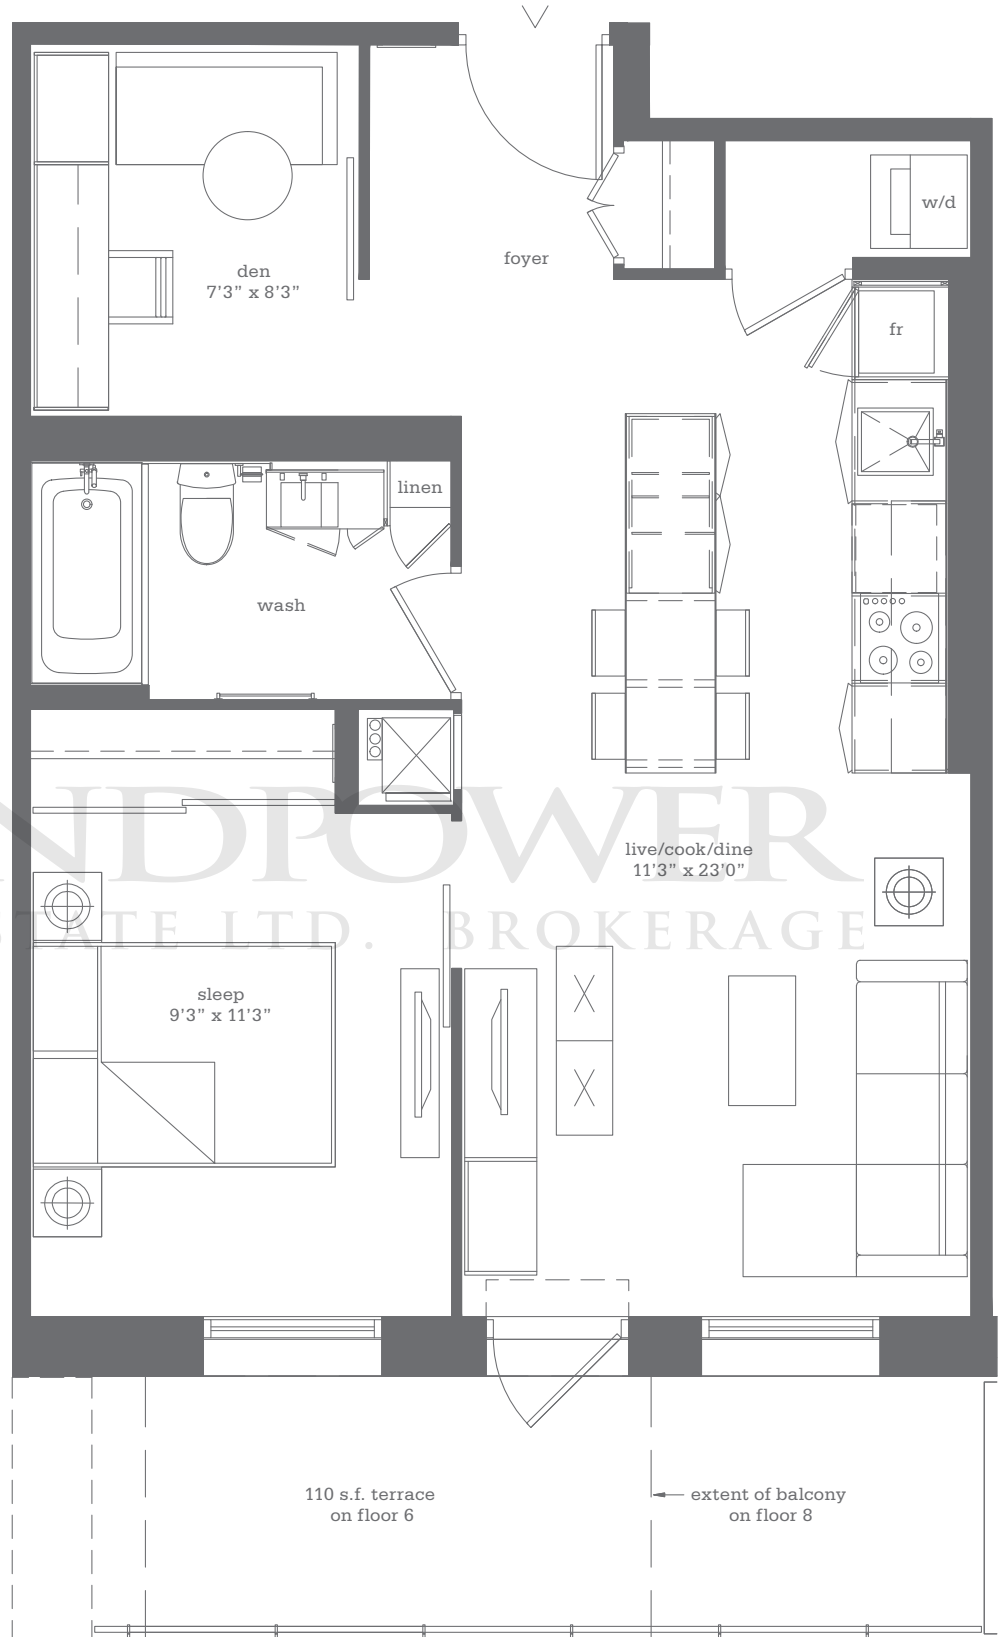 w/d
foyer
den
7'3” x 8'3”
fr
linen
wash
live/cook/dine
11'3” x 23'0”
NDPOWER
STATE LTD. BROKERAGE
sleep
9'3” x 11'3”
110 s.f. terrace
on floor 6
extent of balcony
on floor 8